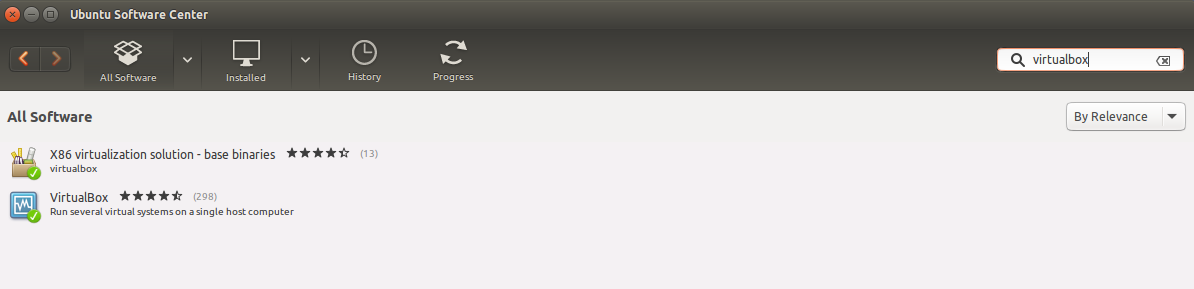 Ubuntu Software Center
All Software
Installed
History
Progress
virtualbox
All Software
By Relevance
X86 virtualization solution - base binaries (13)
virtualbox
VirtualBox (298)
Run several virtual systems on a single host computer